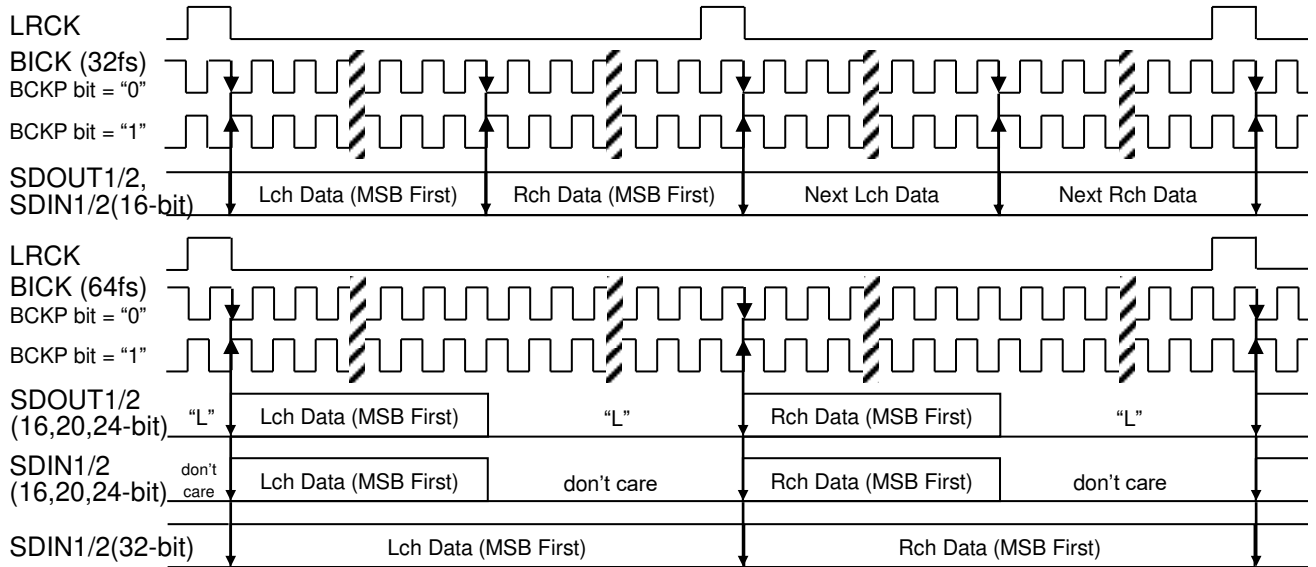 LRCK
BICK (32fs)
BCKP bit = “0”
BCKP bit = “1”
SDOUT1/2,
SDIN1/2(16-bit)
Lch Data (MSB First) Rch Data (MSB First) Next Lch Data Next Rch Data
LRCK
BICK (64fs)
BCKP bit = “0”
BCKP bit = “1”
SDOUT1/2
(16,20,24-bit)
“L” Lch Data (MSB First) “L” Rch Data (MSB First) “L”
SDIN1/2
(16,20,24-bit)
don't
care
Lch Data (MSB First) don't care Rch Data (MSB First) don't care
SDIN1/2(32-bit) Lch Data (MSB First) Rch Data (MSB First)